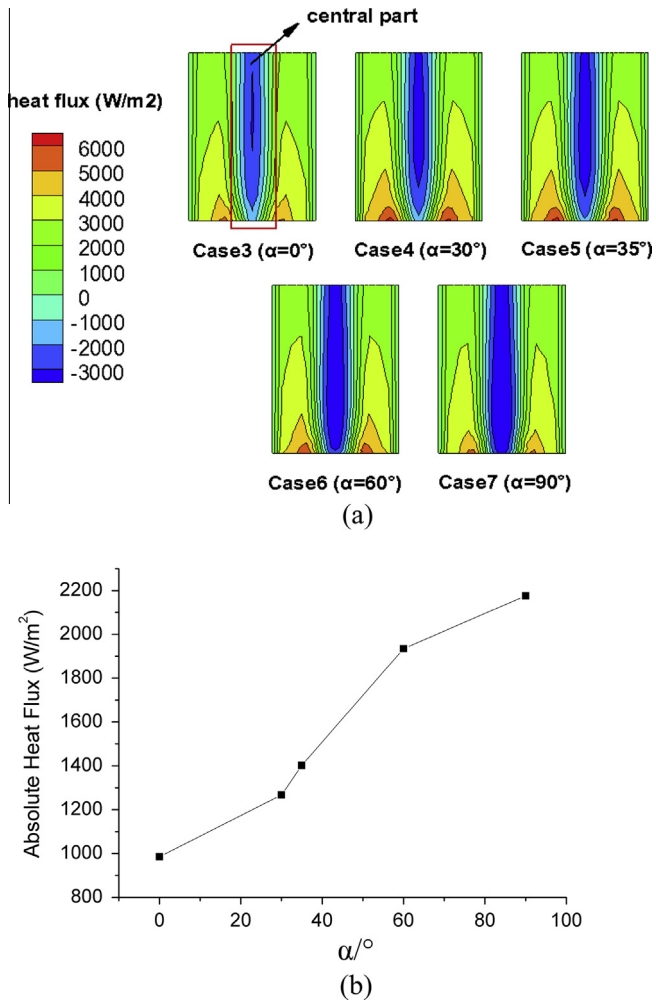 central part
heat flux (W/m2)
6000
5000
4000
3000
2000
1000
0
-1000
-2000
-3000
Case3 (α=0°)
Case4 (α=30°)
Case5 (α=35°)
Case6 (α=60°)
Case7 (α=90°)
(a)
Absolute Heat Flux (W/m²)
2200
2000
1800
1600
1400
1200
1000
800
0
20
40
60
80
100
α/°
(b)